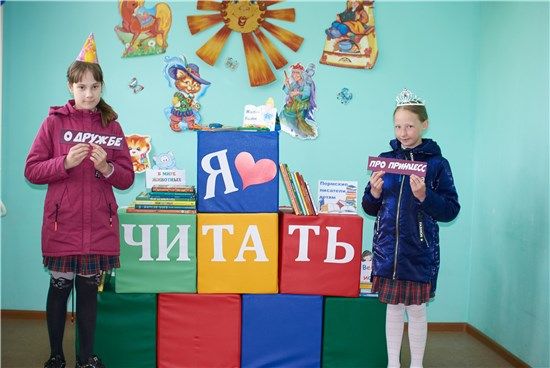 О ДРУЖБЕ
В МИРЕ
ЖИВОТНЫХ
Я
ПРО ПРИНЦЕСС
Пермские
писатели
детям
ЧИТАТЬ